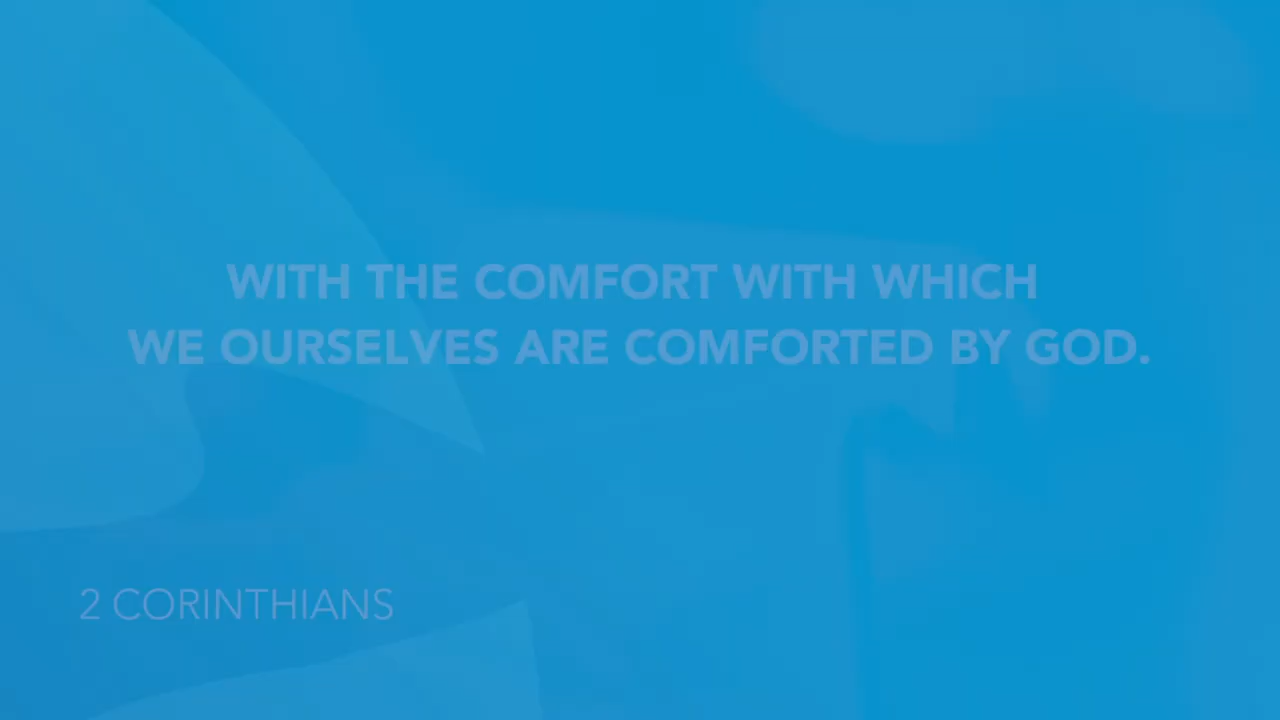 WITH THE COMFORT WITH WHICH
WE OURSELVES ARE COMFORTED BY GOD.
2 CORINTHIANS